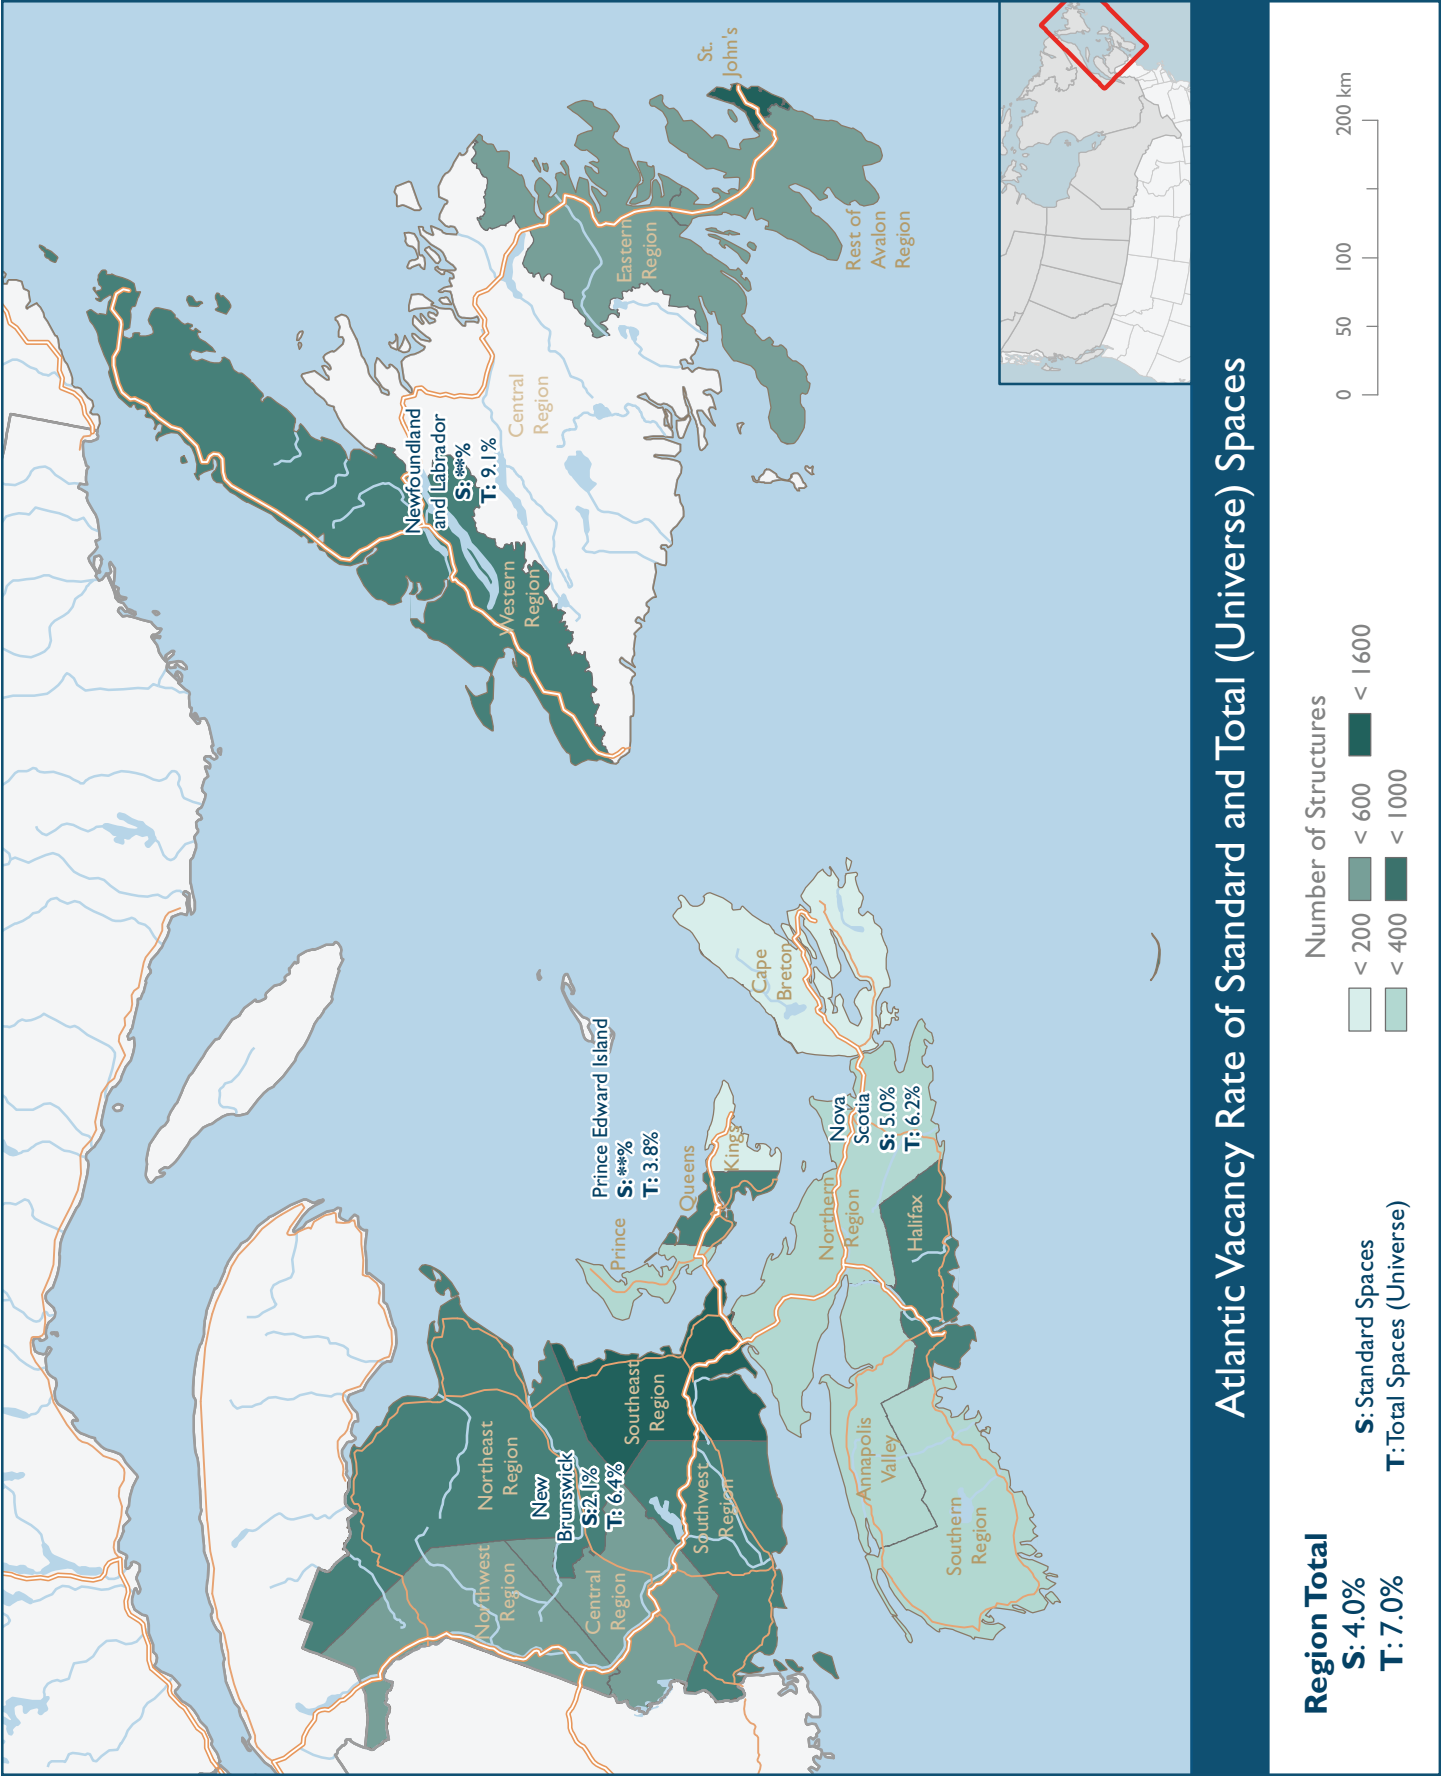 St.
John's
Eastern
Region
Rest of
Avalon
Region
Central
Region
Newfoundland
and Labrador
S: **%
T: 9.1%
Western
Region
Prince Edward Island
S: **%
T: 3.8%
Prince
Queens
Kings
Cape
Breton
Nova
Scotia
S: 5.0%
T: 6.2%
Northern
Region
Halifax
Annapolis
Valley
Southern
Region
Northeast
Region
New
Brunswick
S:2.1%
T: 6.4%
Southeast
Region
Southwest
Region
Northwest
Region
Central
Region
Atlantic Vacancy Rate of Standard and Total (Universe) Spaces
Region Total
S: 4.0%
T: 7.0%
S: Standard Spaces
T: Total Spaces (Universe)
Number of Structures
< 200
< 600
< 1600
< 400
< 1000
0
50
100
200 km